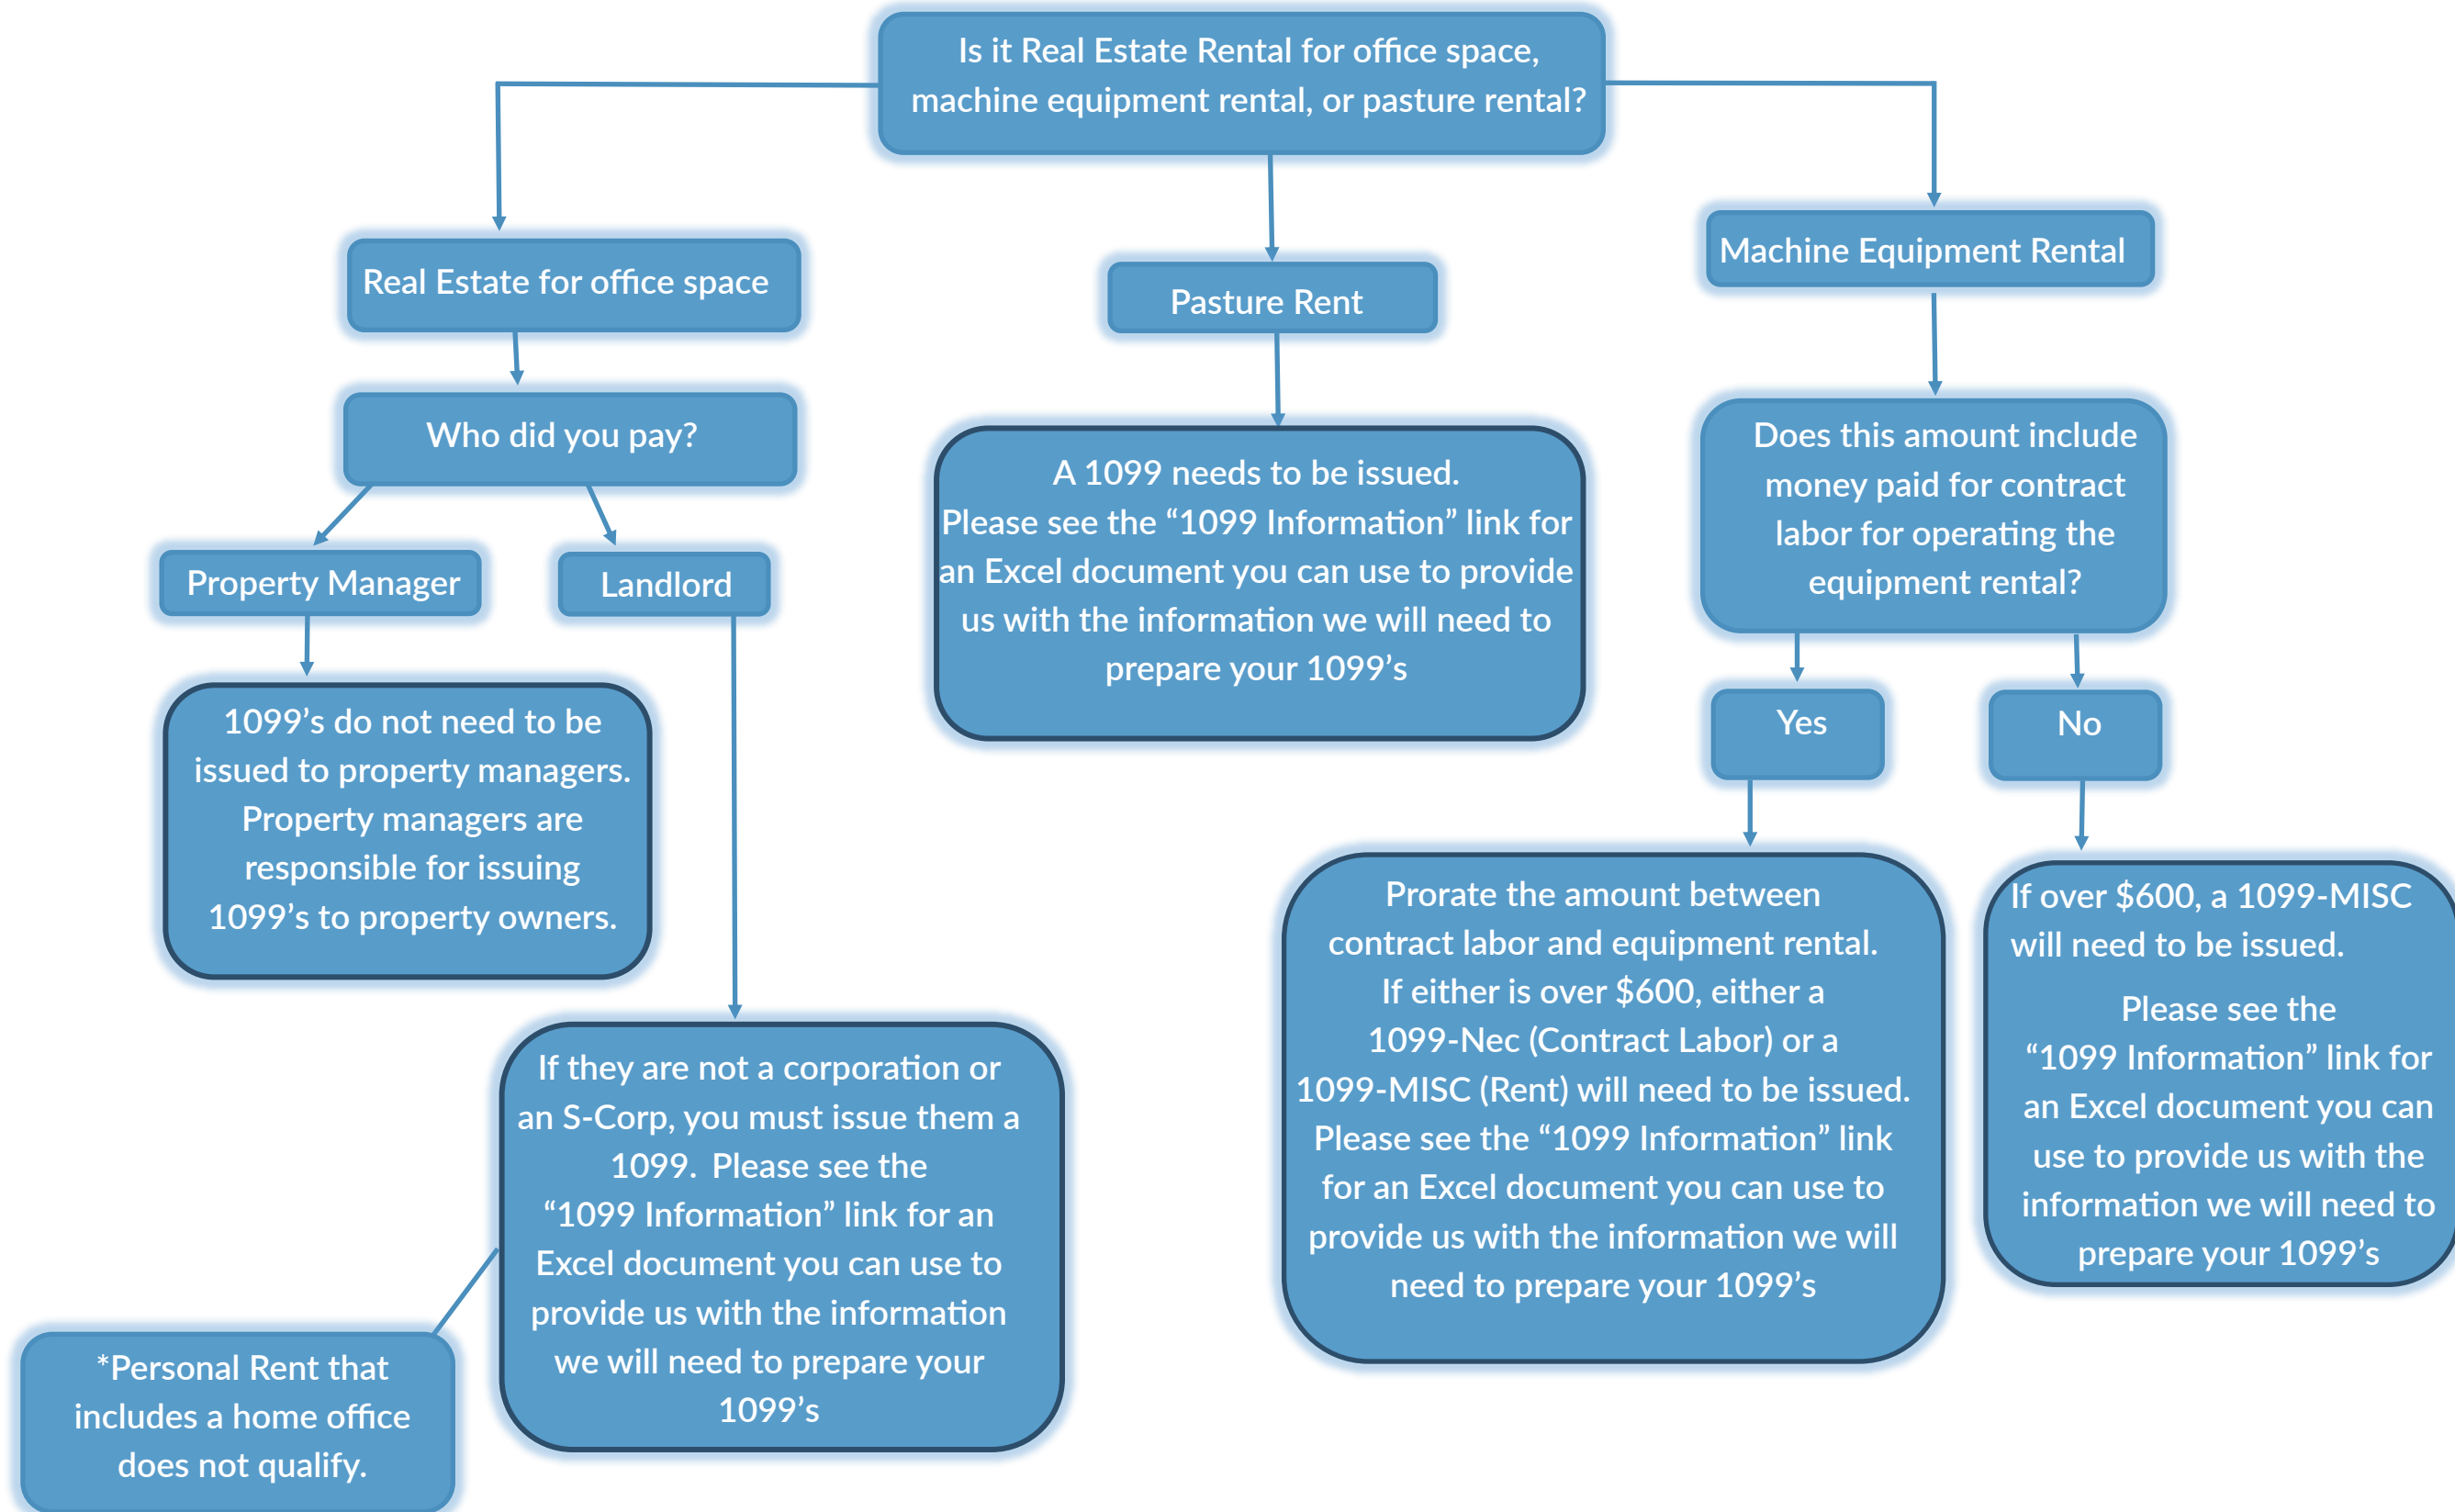 Is it Real Estate Rental for office space,
machine equipment rental, or pasture rental?
Real Estate for office space
Pasture Rent
Machine Equipment Rental
Who did you pay?
Property Manager
Landlord
1099’s do not need to be
issued to property managers.
Property managers are
responsible for issuing
1099’s to property owners.
If they are not a corporation or
an S-Corp, you must issue them a
1099.  Please see the
“1099 Information” link for an
Excel document you can use to
provide us with the information
we will need to prepare your
1099’s
*Personal Rent that
includes a home office
does not qualify.
A 1099 needs to be issued.
Please see the “1099 Information” link for
an Excel document you can use to provide
us with the information we will need to
prepare your 1099’s
Does this amount include
money paid for contract
labor for operating the
equipment rental?
Yes
No
Prorate the amount between
contract labor and equipment rental.
If either is over $600, either a
1099-Nec (Contract Labor) or a
1099-MISC (Rent) will need to be issued.
Please see the “1099 Information” link
for an Excel document you can use to
provide us with the information we will
need to prepare your 1099’s
If over $600, a 1099-MISC
will need to be issued.
Please see the
“1099 Information” link for
an Excel document you can
use to provide us with the
information we will need to
prepare your 1099’s